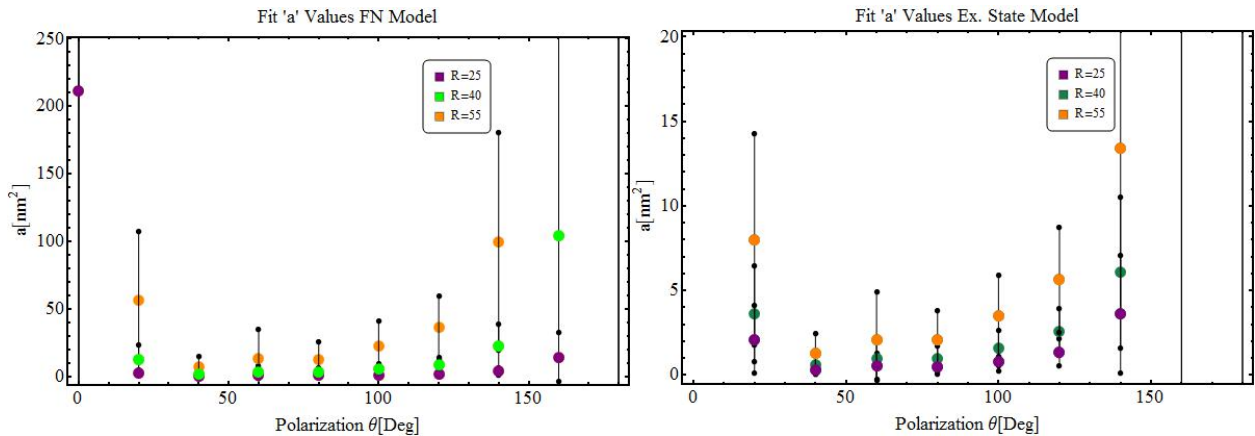 Fit 'a' Values FN Model
250
200
150
100
50
0
a[nm²]
R=25
R=40
R=55
0 50 100 150
Polarization θ[Deg]
Fit 'a' Values Ex. State Model
20
15
10
5
0
a[nm²]
R=25
R=40
R=55
0 50 100 150
Polarization θ[Deg]